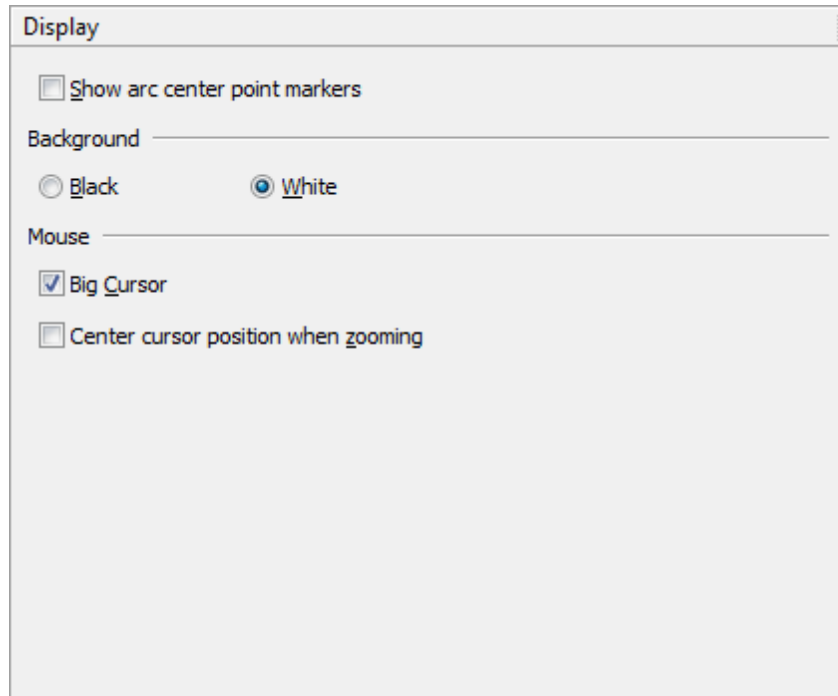 Display
Show arc center point markers
Background
Black White
Mouse
Big Cursor
Center cursor position when zooming